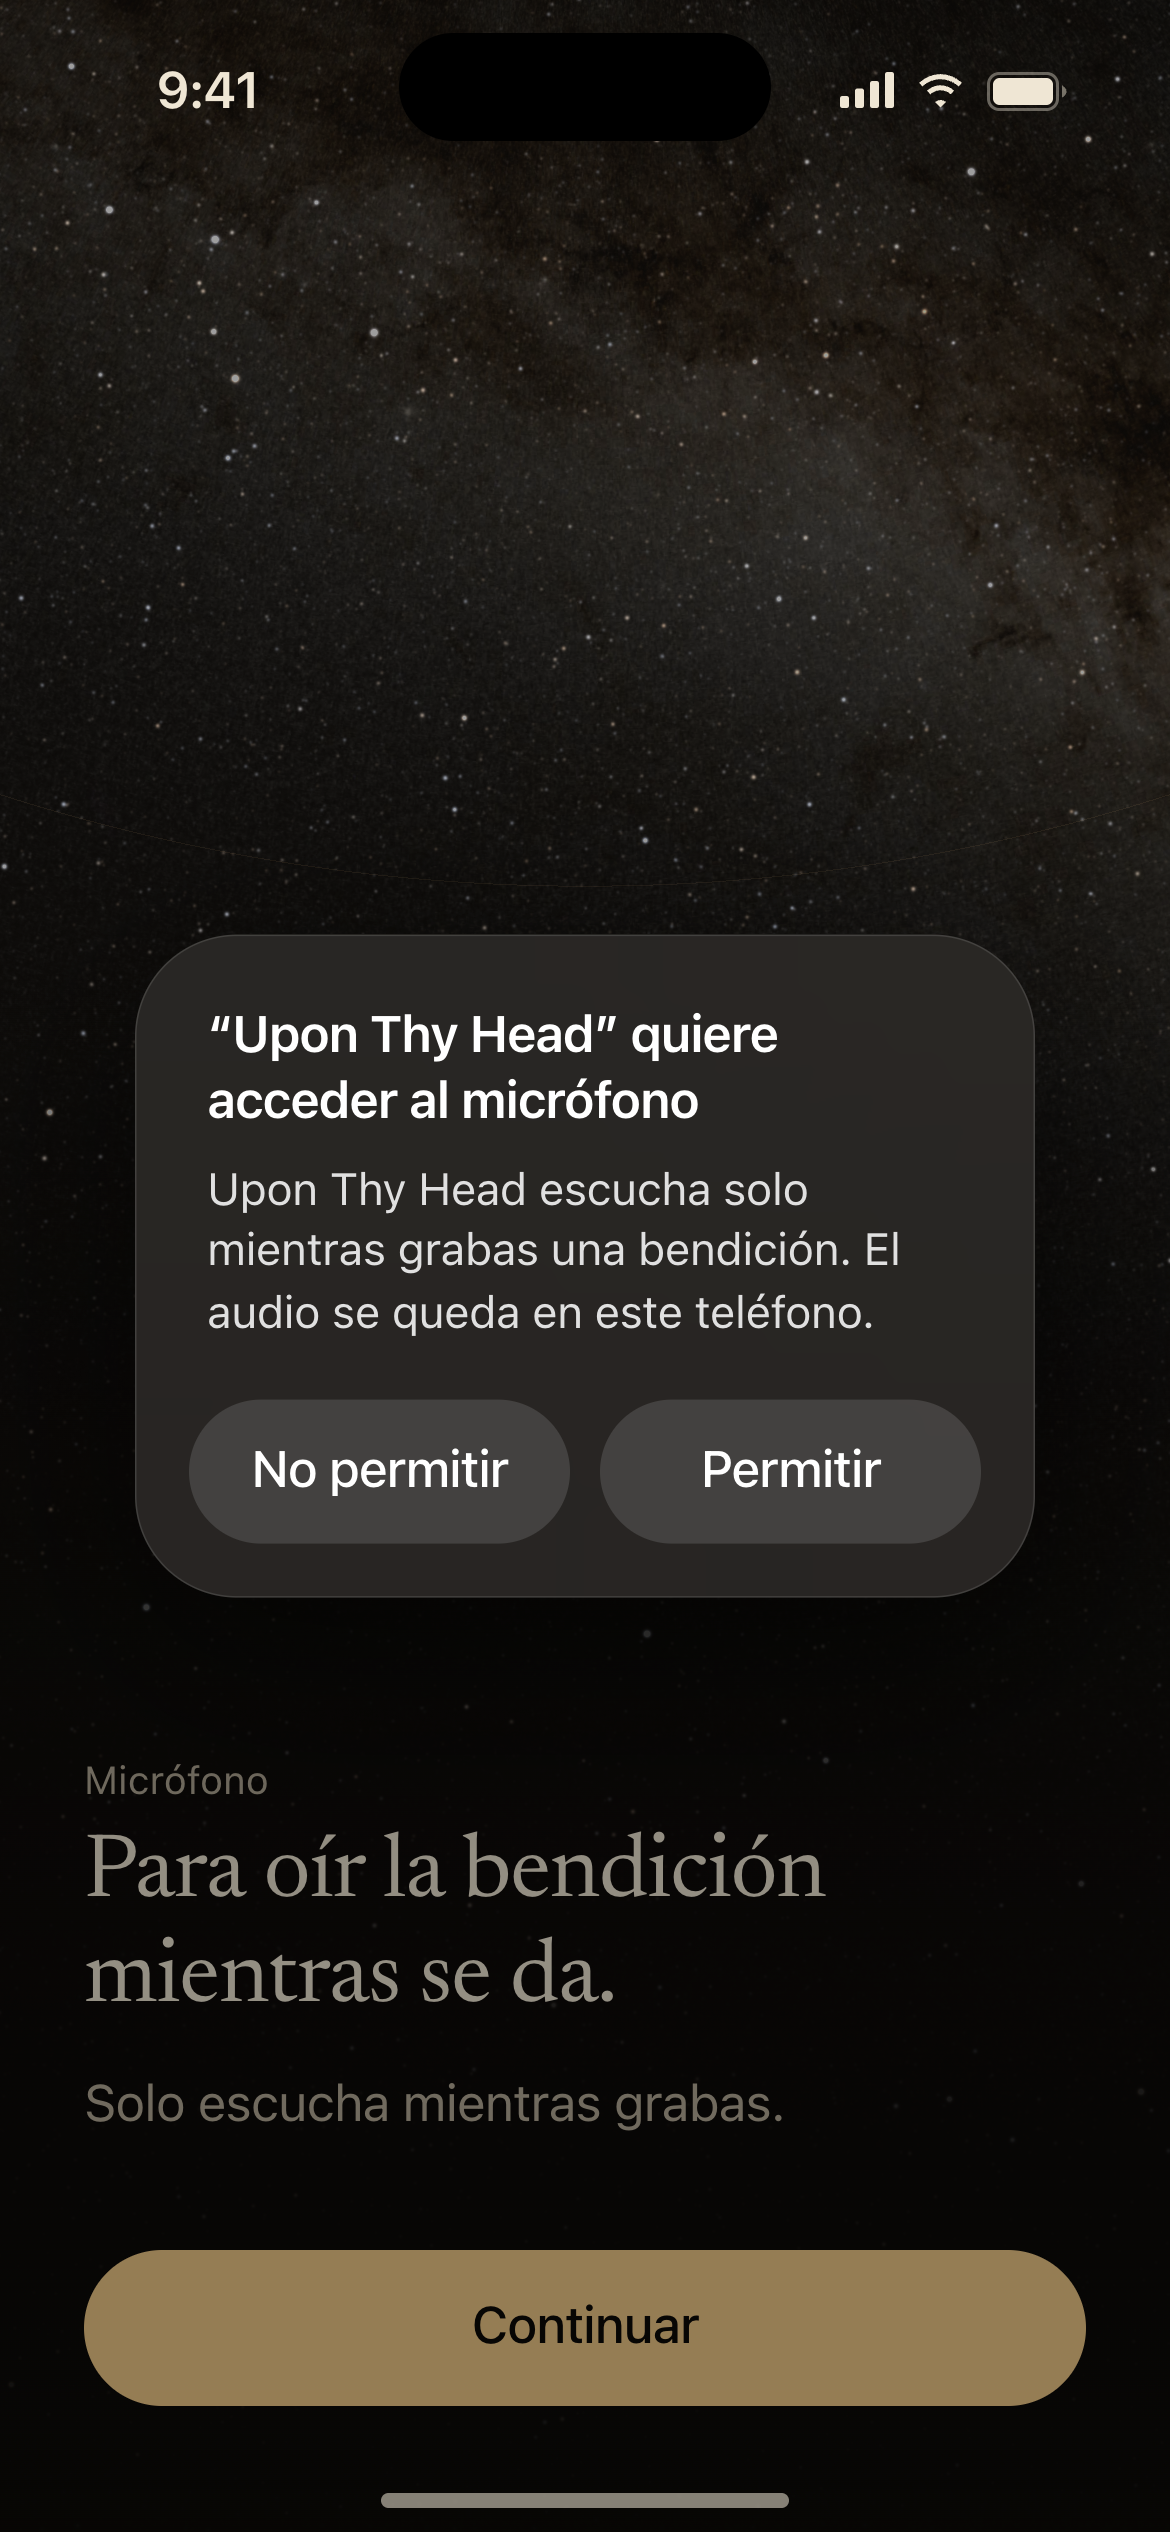 9:41
“Upon Thy Head” quiere
acceder al micrófono
Upon Thy Head escucha solo
mientras grabas una bendición. El
audio se queda en este teléfono.
No permitir
Permitir
Micrófono
Para oír la bendición
mientras se da.
Solo escucha mientras grabas.
Continuar